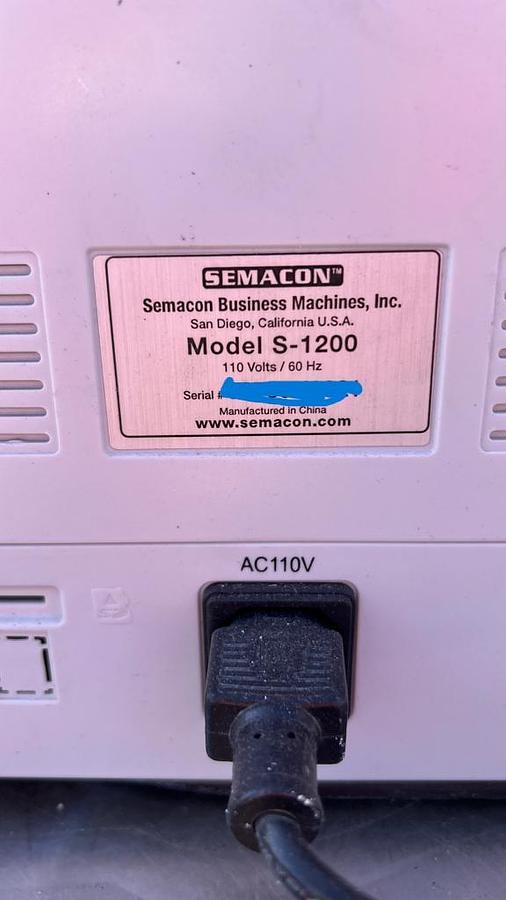 SEMACON™
Semacon Business Machines, Inc.
San Diego, California U.S.A.
Model S-1200
110 Volts / 60 Hz
Serial #
Manufactured in China
www.semacon.com
AC110V